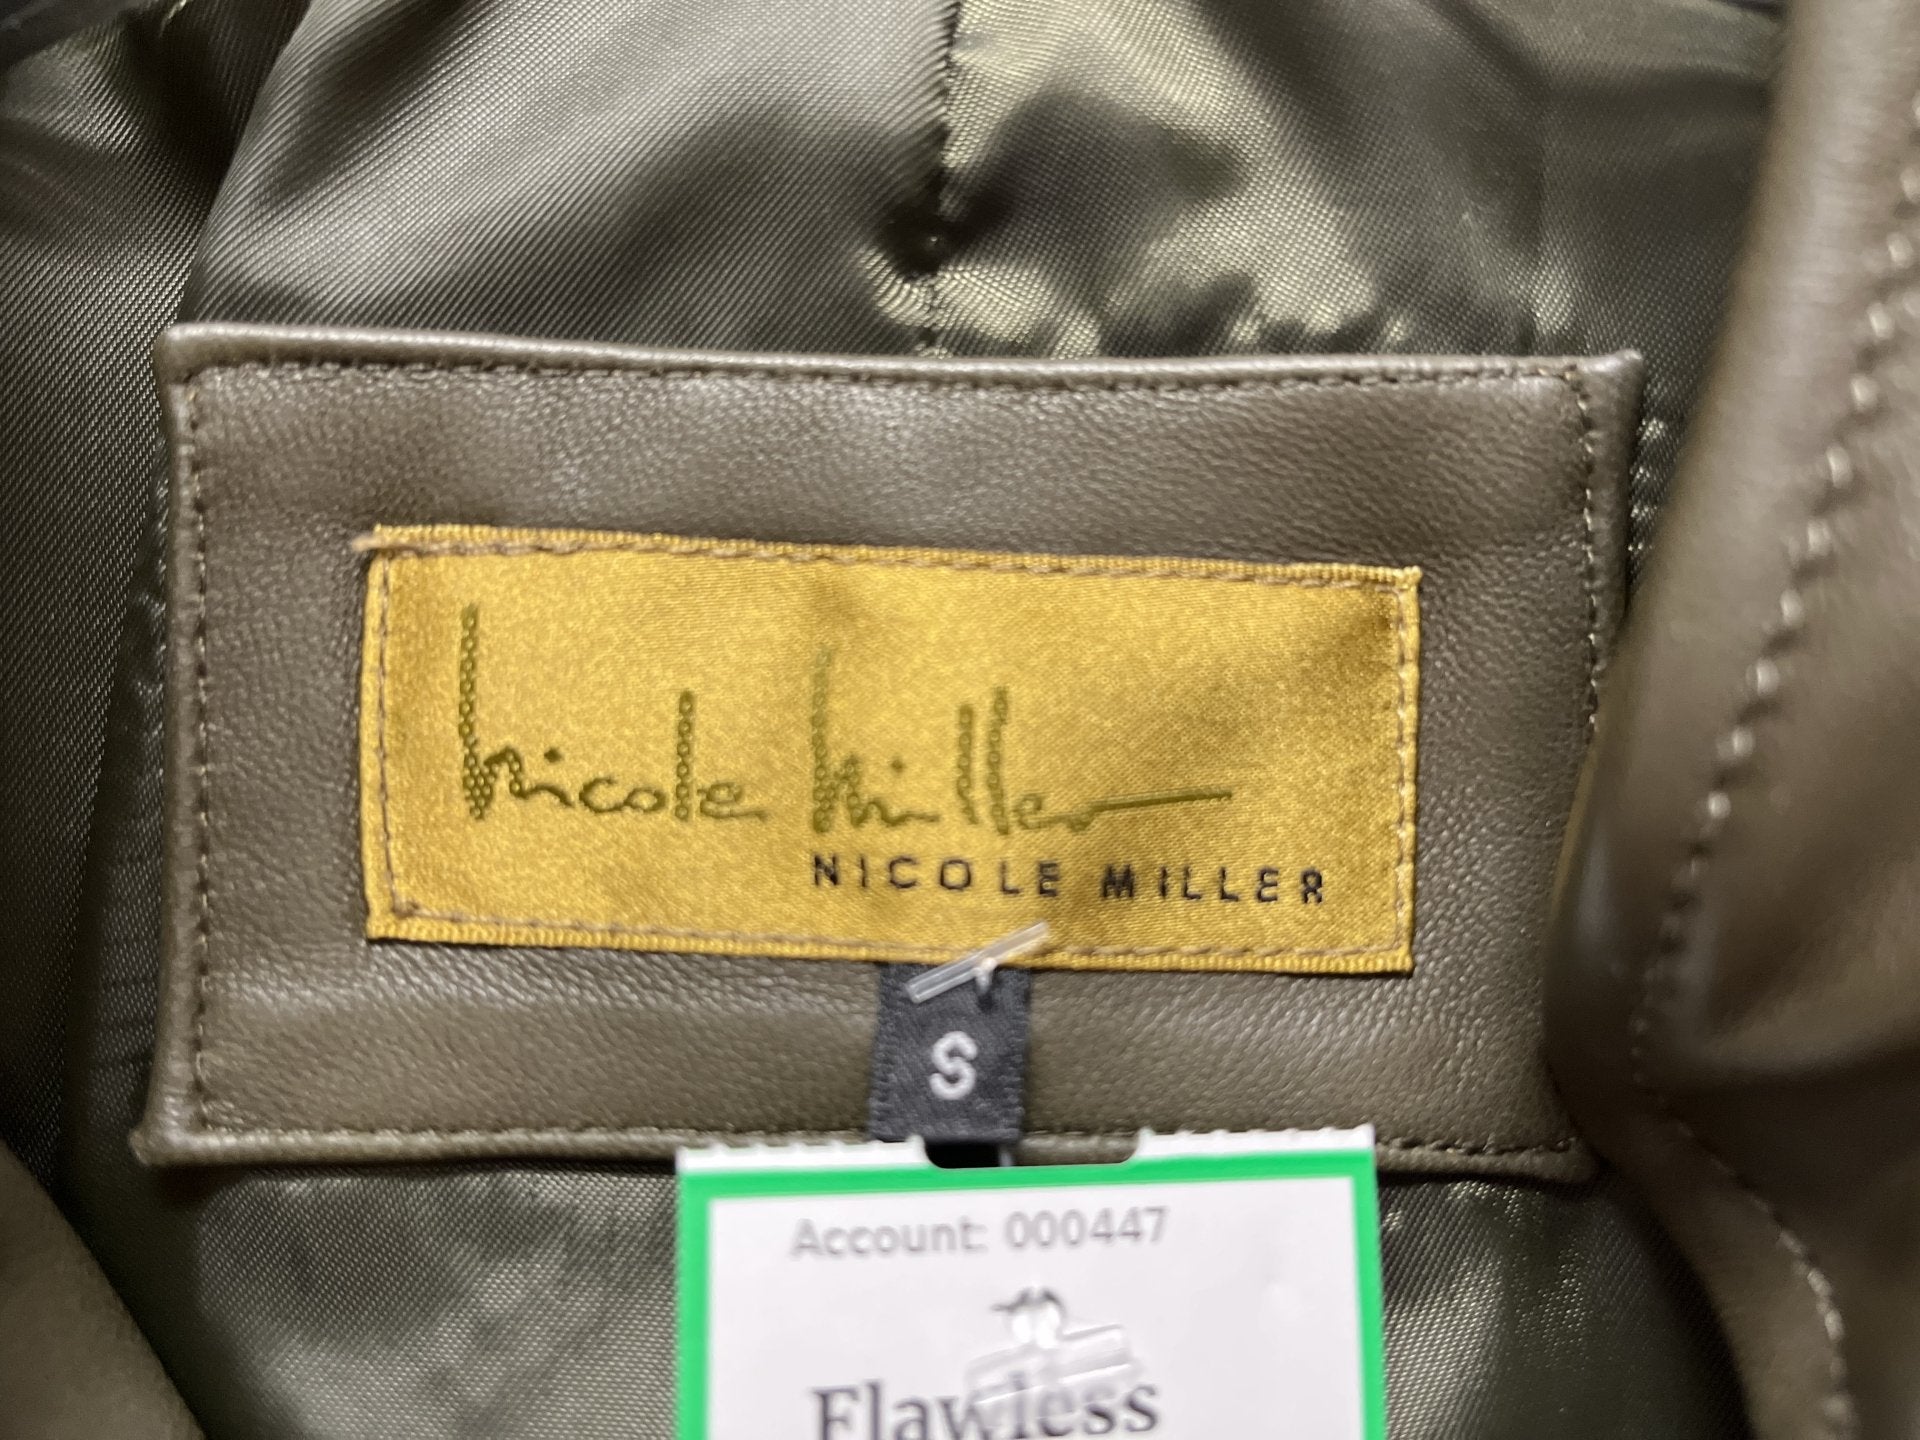 Nicole Miller
NICOLE MILLER
S
Account: 000447
Flawless